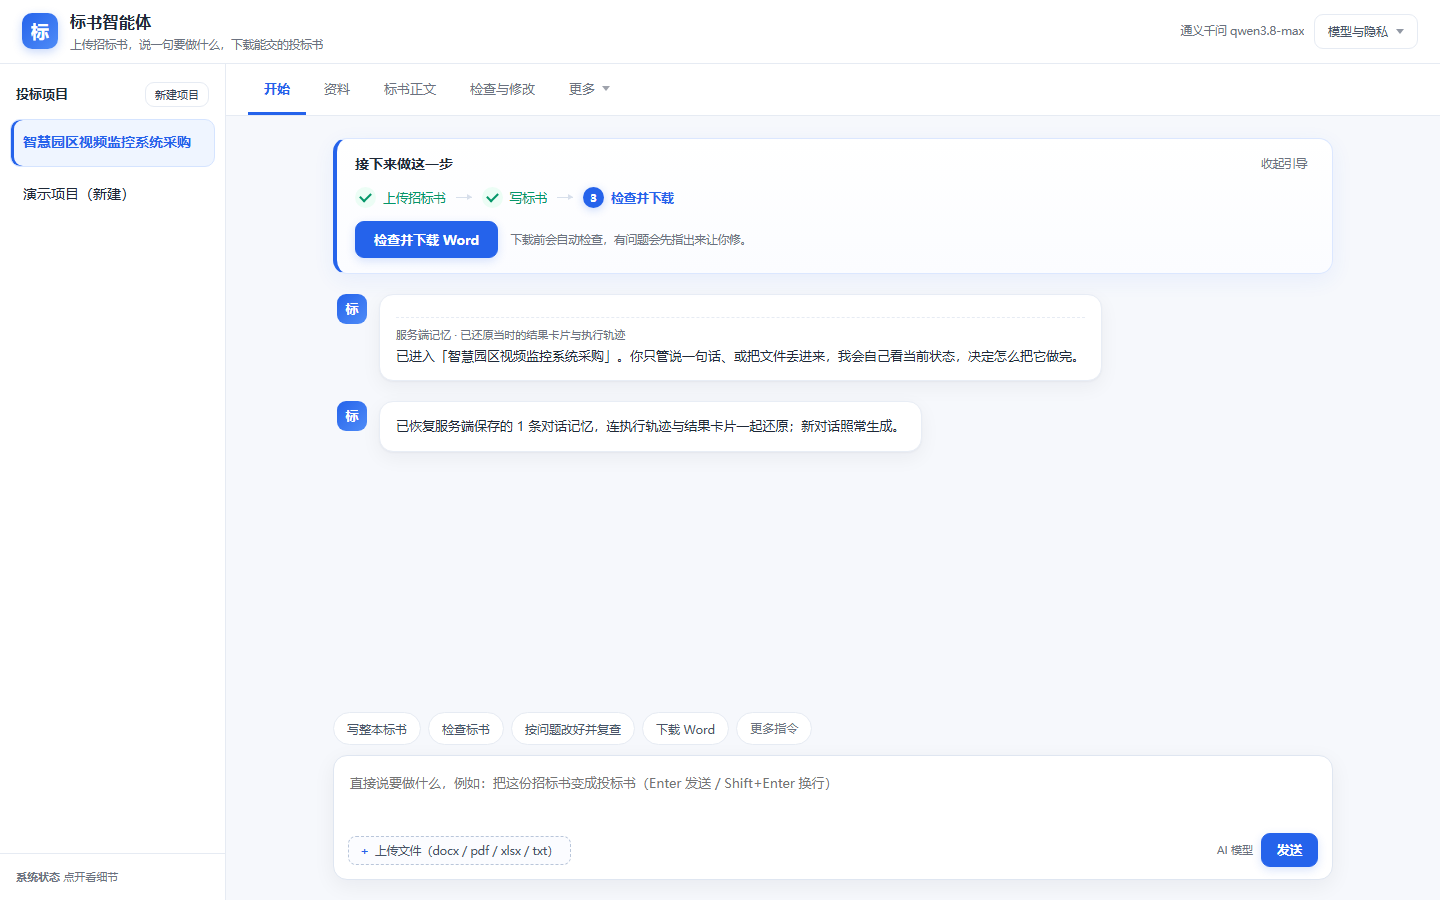 标
标书智能体
上传招标书，说一句要做什么，下载能交的投标书
通义千问 qwen3.8-max
模型与隐私
投标项目
新建项目
智慧园区视频监控系统采购
演示项目（新建）
系统状态 点开看细节
开始
资料
标书正文
检查与修改
更多
接下来做这一步
收起引导
上传招标书
写标书
3 检查并下载
检查并下载 Word
下载前会自动检查，有问题会先指出来让你修。
标
服务端记忆 · 已还原当时的结果卡片与执行轨迹
已进入「智慧园区视频监控系统采购」。你只管说一句话、或把文件丢进来，我会自己看当前状态，决定怎么把它做完。
标
已恢复服务端保存的 1 条对话记忆，连执行轨迹与结果卡片一起还原；新对话照常生成。
写整本标书
检查标书
按问题改好并复查
下载 Word
更多指令
直接说要做什么，例如：把这份招标书变成投标书（Enter 发送 / Shift+Enter 换行）
+ 上传文件（docx / pdf / xlsx / txt）
AI 模型
发送